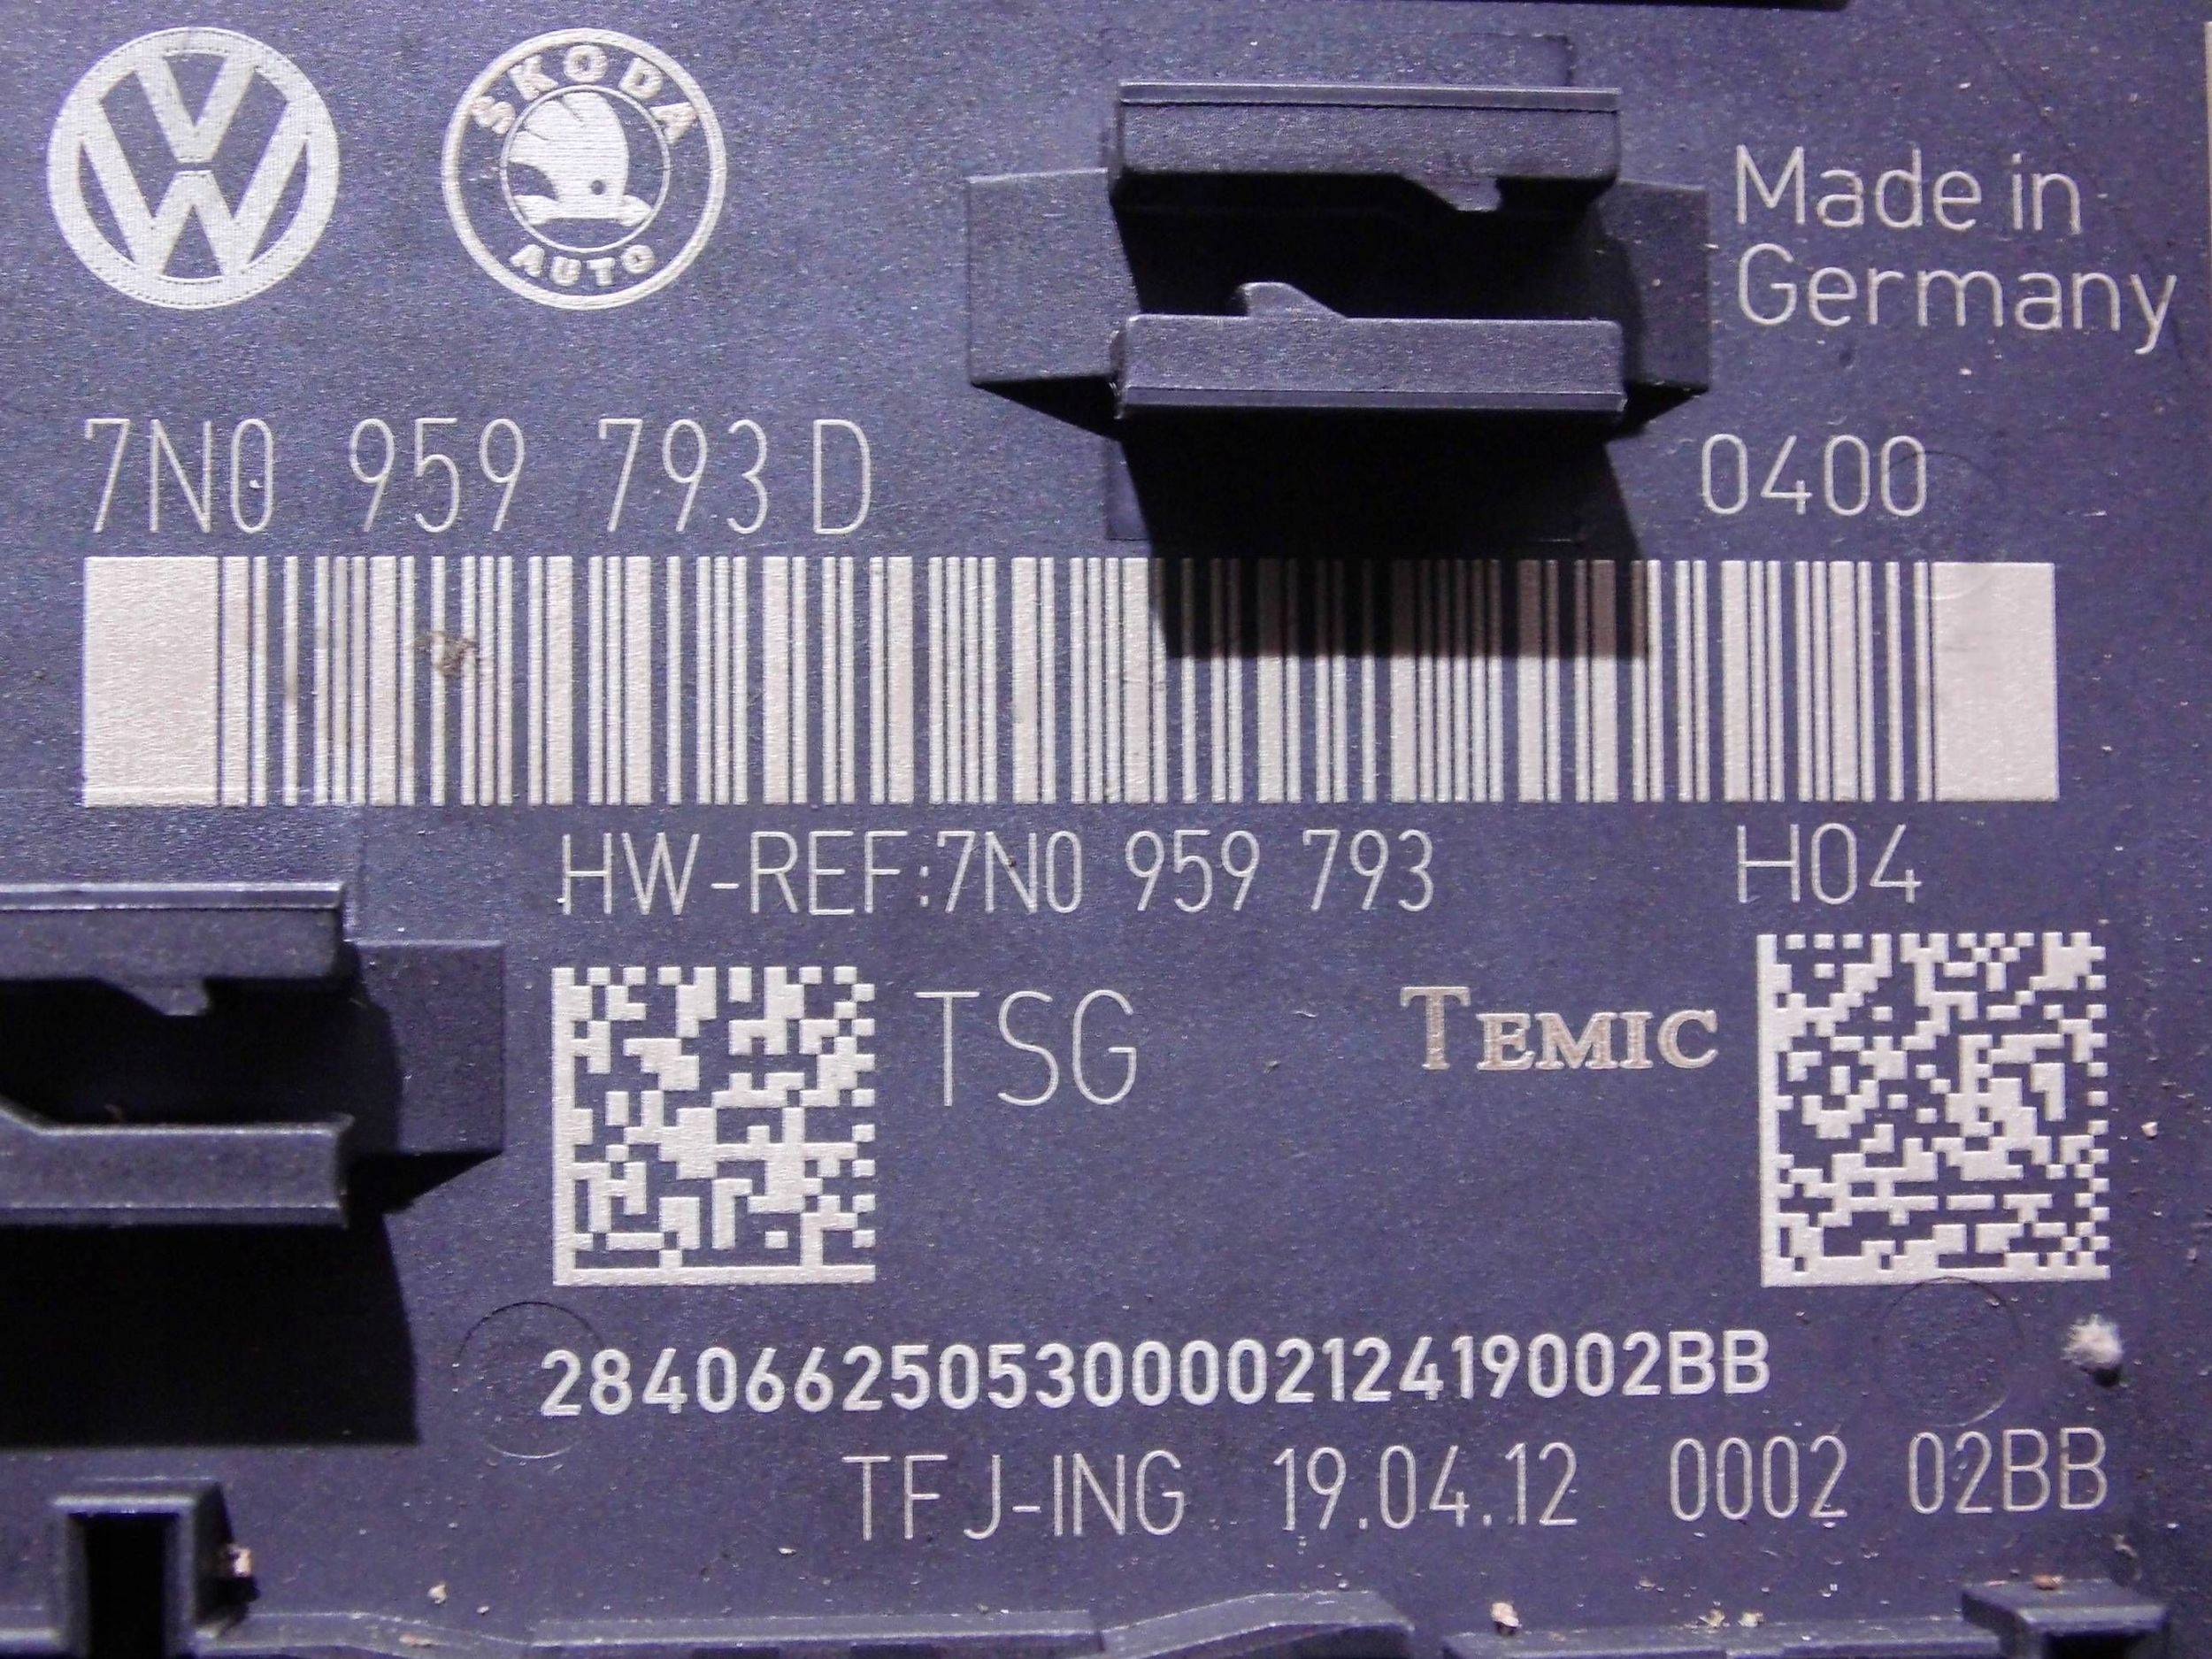 SKODA
AUTO
Made in
Germany
7N0 959 793 D
0400
HW-REF:7N0 959 793 H04
TSG
TEMIC
284066250530000212419002BB
TFJ-ING 19.04.12 0002 02BB